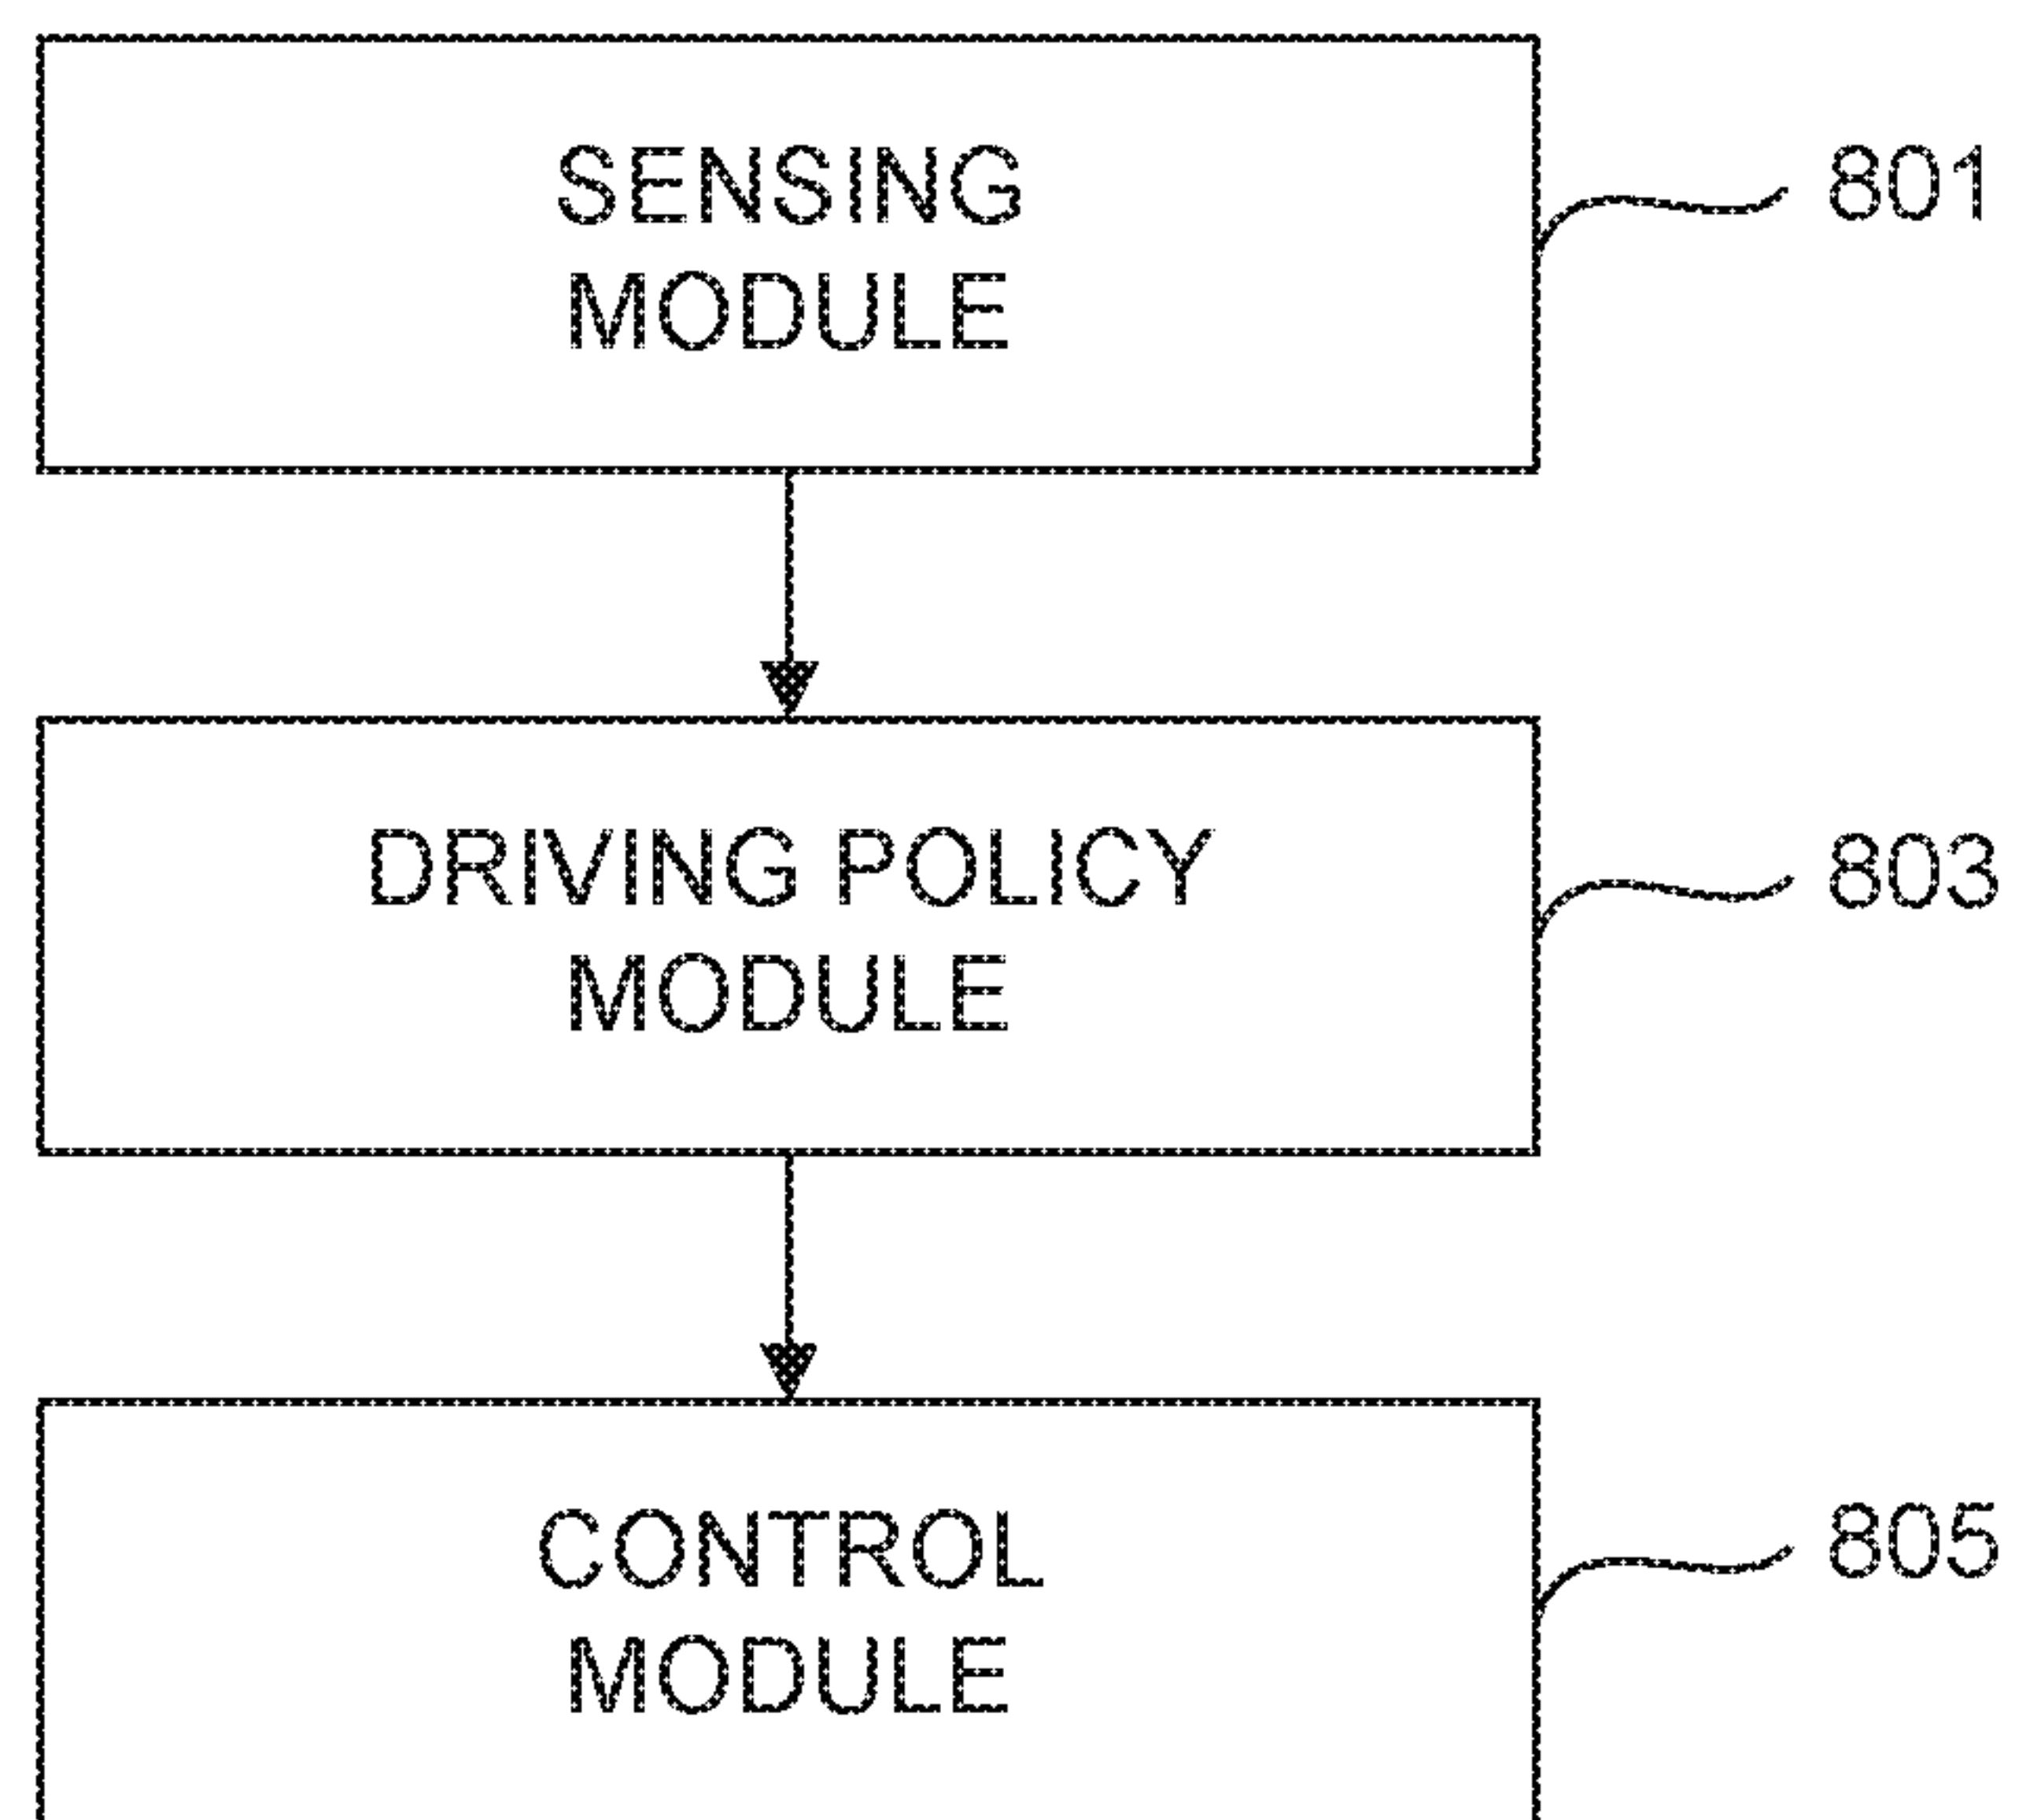 SENSING
MODULE
801
DRIVING POLICY
MODULE
803
CONTROL
MODULE
805